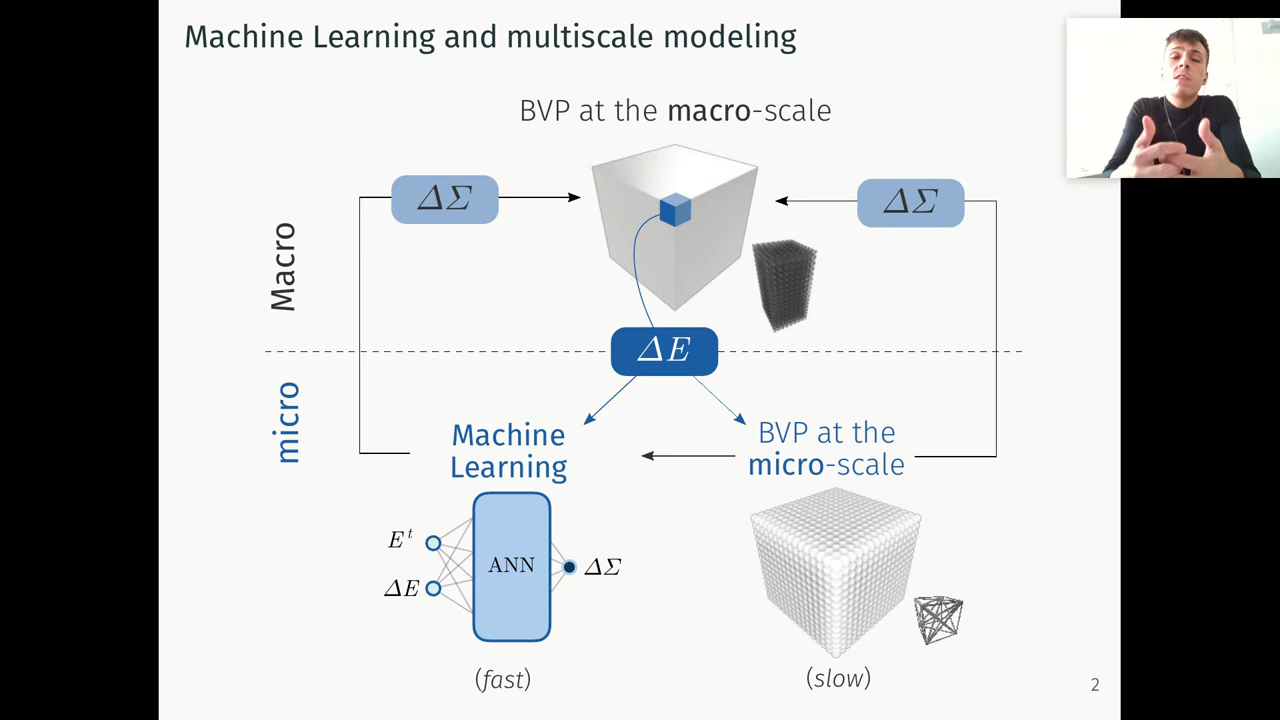 Machine Learning and multiscale modeling
BVP at the macro-scale
ΔΣ
ΔΣ
Macro
ΔE
micro
Machine
Learning
BVP at the
micro-scale
E^t
ΔE
ANN
ΔΣ
(fast)
(slow)
2